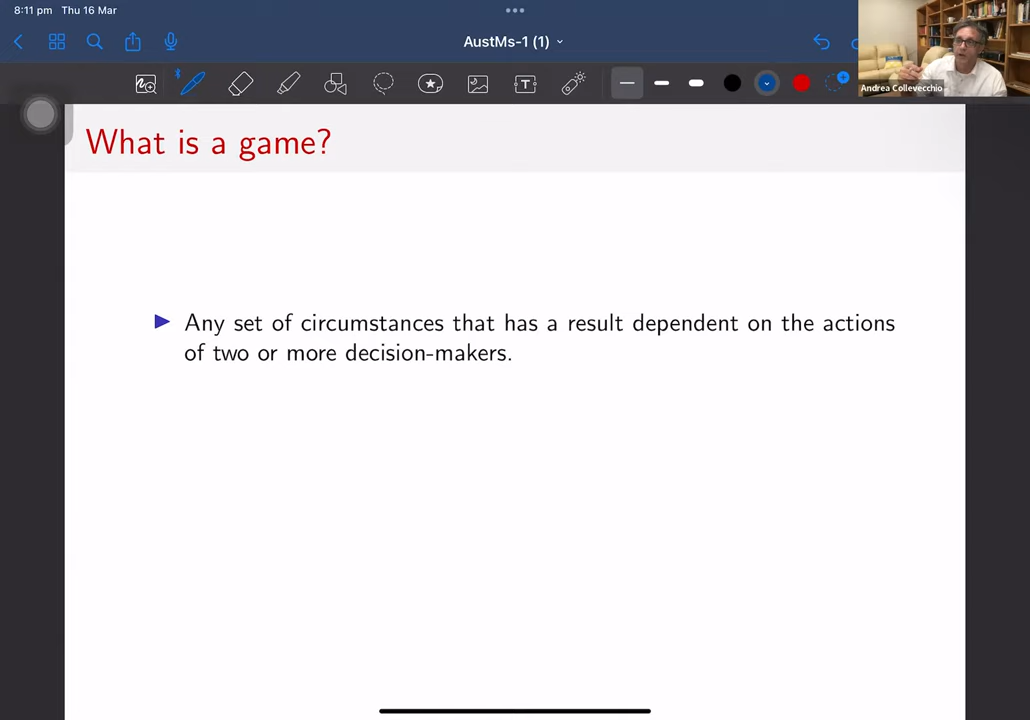 8:11 pm Thu 16 Mar
AustMs-1 (1)
T
Andrea Collevecchio
What is a game?
Any set of circumstances that has a result dependent on the actions
of two or more decision-makers.